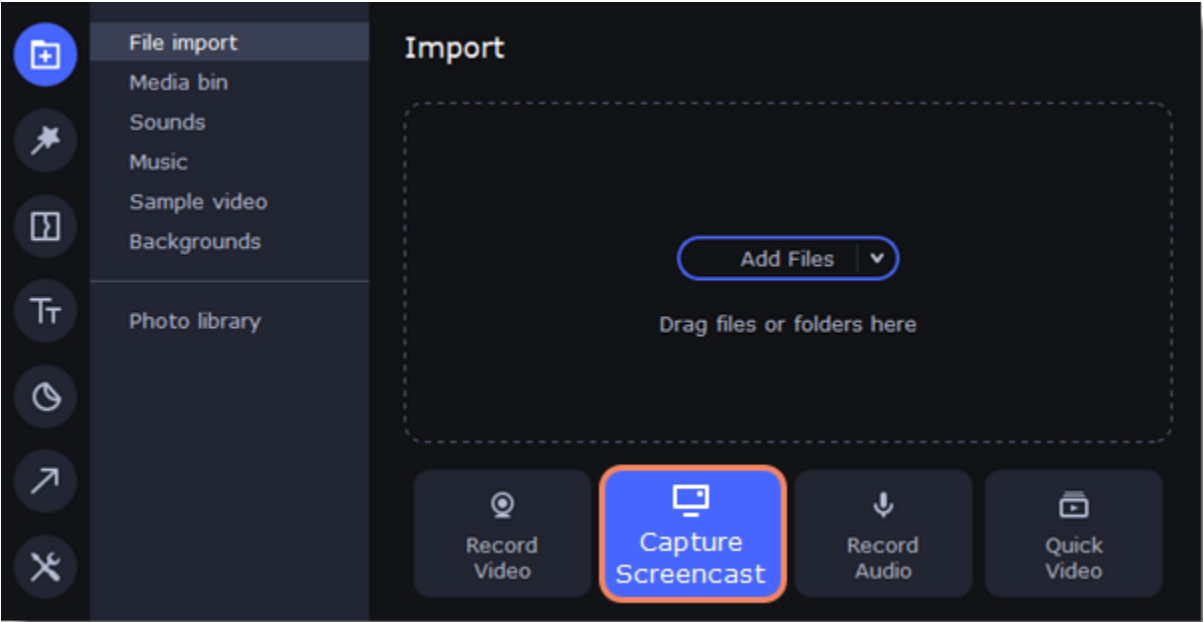 File import
Media bin
Sounds
Music
Sample video
Backgrounds
Photo library
Import
Add Files
Drag files or folders here
Record
Video
Capture
Screencast
Record
Audio
Quick
Video